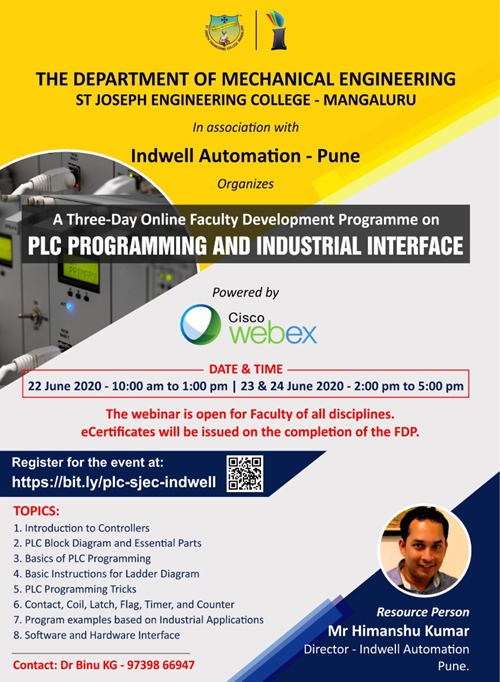 THE DEPARTMENT OF MECHANICAL ENGINEERING
ST JOSEPH ENGINEERING COLLEGE - MANGALURU
In association with
Indwell Automation - Pune
Organizes
A Three-Day Online Faculty Development Programme on
PLC PROGRAMMING AND INDUSTRIAL INTERFACE
PRIMARY
Powered by
Cisco
webex
DATE & TIME
22 June 2020 - 10:00 am to 1:00 pm | 23 & 24 June 2020 - 2:00 pm to 5:00 pm
The webinar is open for Faculty of all disciplines.
eCertificates will be issued on the completion of the FDP.
Register for the event at:
https://bit.ly/plc-sjec-indwell
TOPICS:
1. Introduction to Controllers
2. PLC Block Diagram and Essential Parts
3. Basics of PLC Programming
4. Basic Instructions for Ladder Diagram
5. PLC Programming Tricks
6. Contact, Coil, Latch, Flag, Timer, and Counter
7. Program examples based on Industrial Applications
8. Software and Hardware Interface
Contact: Dr Binu KG - 97398 66947
Resource Person
Mr Himanshu Kumar
Director - Indwell Automation
Pune.